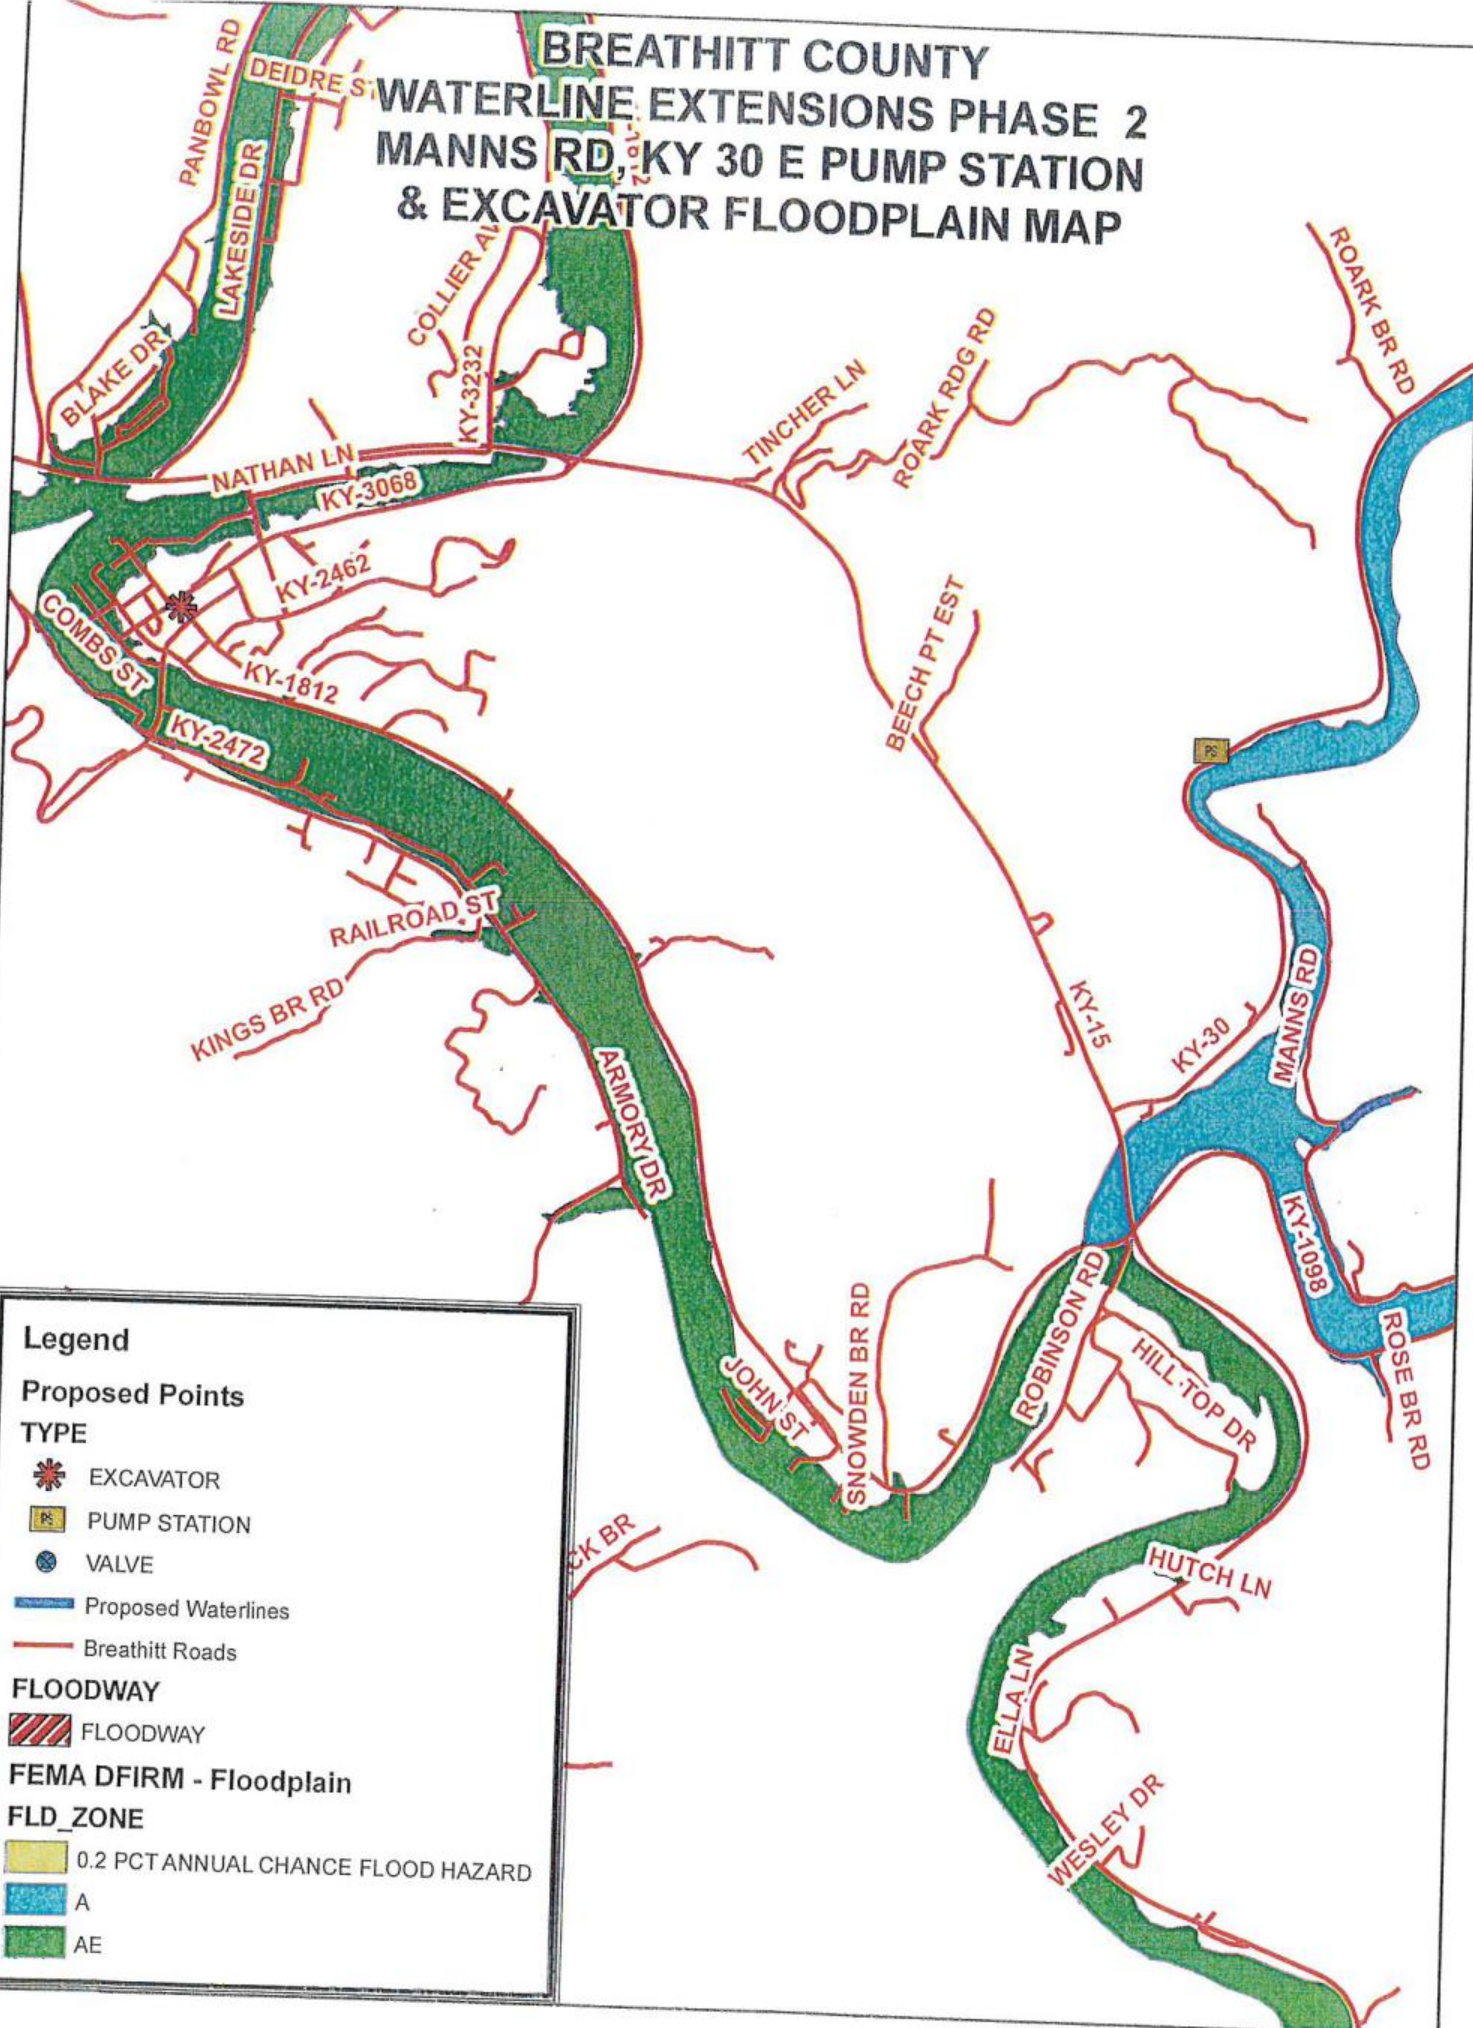 BREATHITT COUNTY
WATERLINE EXTENSIONS PHASE 2
MANNS RD, KY 30 E PUMP STATION
& EXCAVATOR FLOODPLAIN MAP
PANBOWL RD
DEIDRE ST
LAKESIDE DR
COLLIER AV
BLAKE DR
KY-3232
NATHAN LN
KY-3068
TINCHER LN
ROARK RDG RD
ROARK BR RD
KY-2462
COMBS ST
KY-1812
KY-2472
BEECH PT EST
PS
RAILROAD ST
KINGS BR RD
MANNS RD
KY-15
KY-30
ARMORY DR
KY-1098
ROBINSON RD
HILL TOP DR
ROSE BR RD
JOHN ST
SNOWDEN BR RD
CK BR
HUTCH LN
ELLA LN
WESLEY DR
Legend
Proposed Points
TYPE
EXCAVATOR
PS PUMP STATION
VALVE
Proposed Waterlines
Breathitt Roads
FLOODWAY
FLOODWAY
FEMA DFIRM - Floodplain
FLD_ZONE
0.2 PCT ANNUAL CHANCE FLOOD HAZARD
A
AE